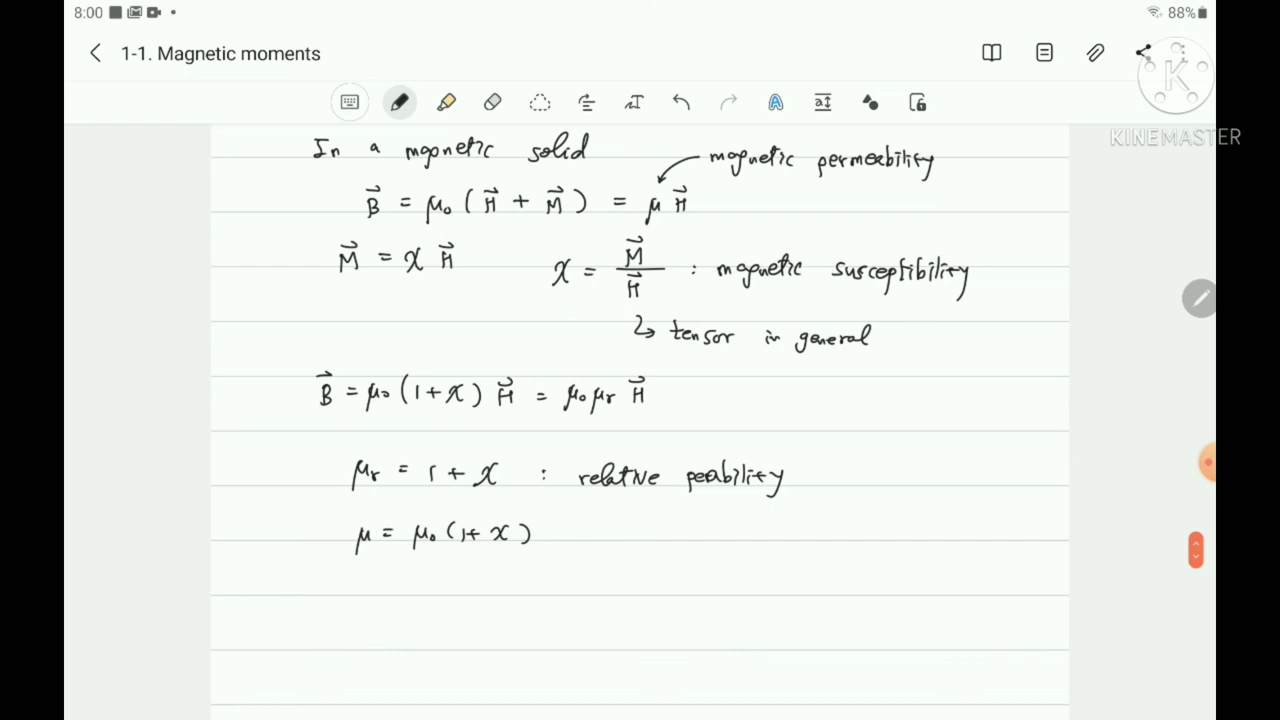 8:00 88%
1-1. Magnetic moments
KINEMASTER
In a magnetic solid
magnetic permeability
B⃗ = μ₀ ( H⃗ + M⃗ ) = μ H⃗
M⃗ = χ H⃗ χ = M⃗ / H⃗ : magnetic susceptibility
↳ tensor in general
B⃗ = μ₀ (1 + χ) H⃗ = μ₀ μᵣ H⃗
μᵣ = 1 + χ : relative peability
μ = μ₀ (1 + χ)